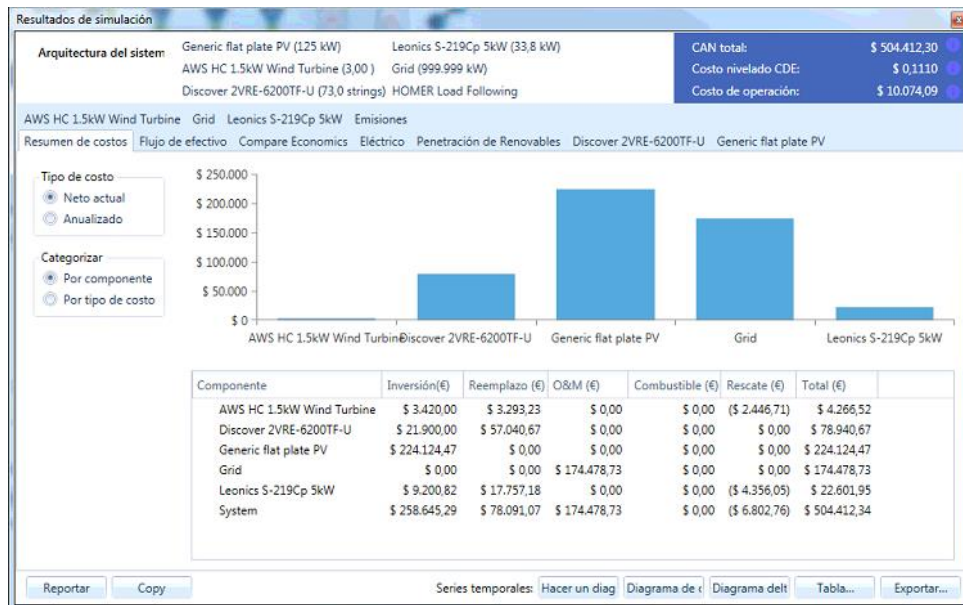 Resultados de simulación
Arquitectura del sistem
Generic flat plate PV (125 kW) Leonics S-219Cp 5kW (33,8 kW)
AWS HC 1.5kW Wind Turbine (3,00 ) Grid (999.999 kW)
Discover 2VRE-6200TF-U (73,0 strings) HOMER Load Following
CAN total: $ 504.412,30
Costo nivelado CDE: $ 0,1110
Costo de operación: $ 10.074,09
AWS HC 1.5kW Wind Turbine Grid Leonics S-219Cp 5kW Emisiones
Resumen de costos Flujo de efectivo Compare Economics Eléctrico Penetración de Renovables Discover 2VRE-6200TF-U Generic flat plate PV
Tipo de costo
Neto actual
Anualizado
Categorizar
Por componente
Por tipo de costo
$ 250.000
$ 200.000
$ 150.000
$ 100.000
$ 50.000
$ 0
AWS HC 1.5kW Wind Turbine Discover 2VRE-6200TF-U Generic flat plate PV Grid Leonics S-219Cp 5kW
Componente Inversión(€) Reemplazo (€) O&M (€) Combustible (€) Rescate (€) Total (€)
AWS HC 1.5kW Wind Turbine $ 3.420,00 $ 3.293,23 $ 0,00 $ 0,00 ($ 2.446,71) $ 4.266,52
Discover 2VRE-6200TF-U $ 21.900,00 $ 57.040,67 $ 0,00 $ 0,00 $ 0,00 $ 78.940,67
Generic flat plate PV $ 224.124,47 $ 0,00 $ 0,00 $ 0,00 $ 0,00 $ 224.124,47
Grid $ 0,00 $ 0,00 $ 174.478,73 $ 0,00 $ 0,00 $ 174.478,73
Leonics S-219Cp 5kW $ 9.200,82 $ 17.757,18 $ 0,00 $ 0,00 ($ 4.356,05) $ 22.601,95
System $ 258.645,29 $ 78.091,07 $ 174.478,73 $ 0,00 ($ 6.802,76) $ 504.412,34
Reportar Copy Series temporales: Hacer un diag Diagrama de Diagrama delt Tabla... Exportar...